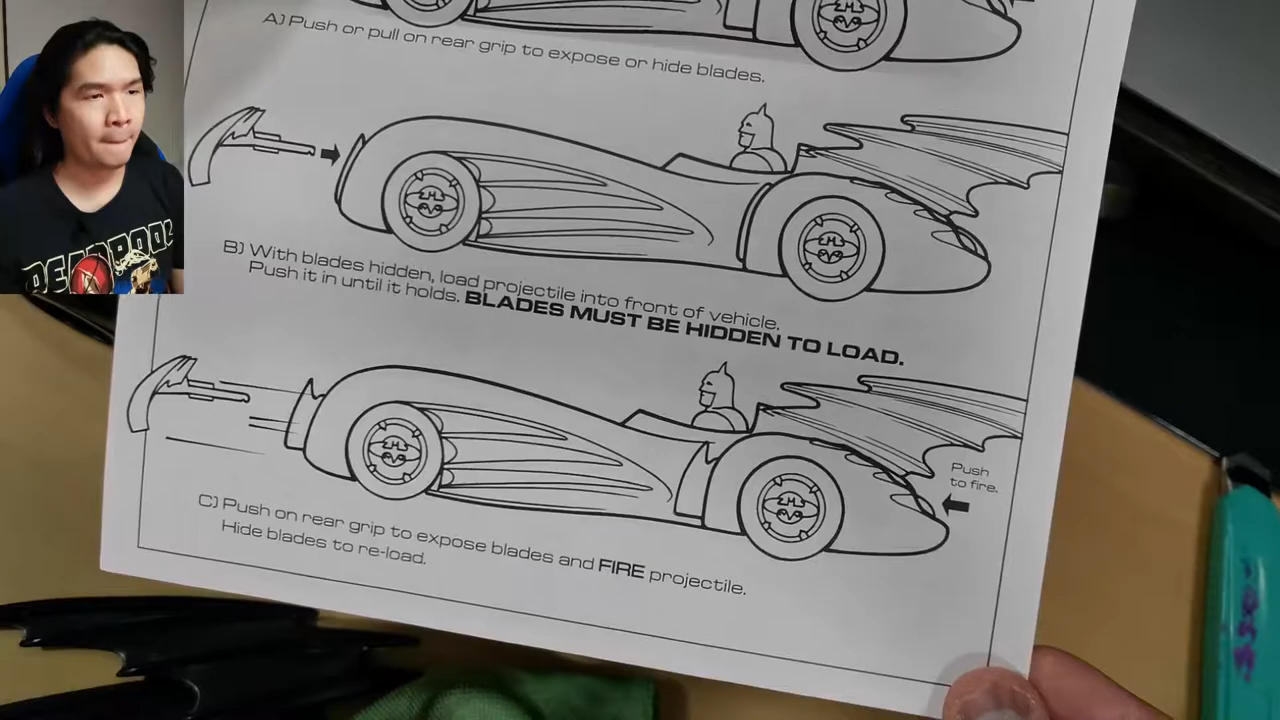 A) Push or pull on rear grip to expose or hide blades.
B) With blades hidden, load projectile into front of vehicle.
Push it in until it holds. BLADES MUST BE HIDDEN TO LOAD.
Push
to fire.
C) Push on rear grip to expose blades and FIRE projectile.
Hide blades to re-load.
DEADPOOL